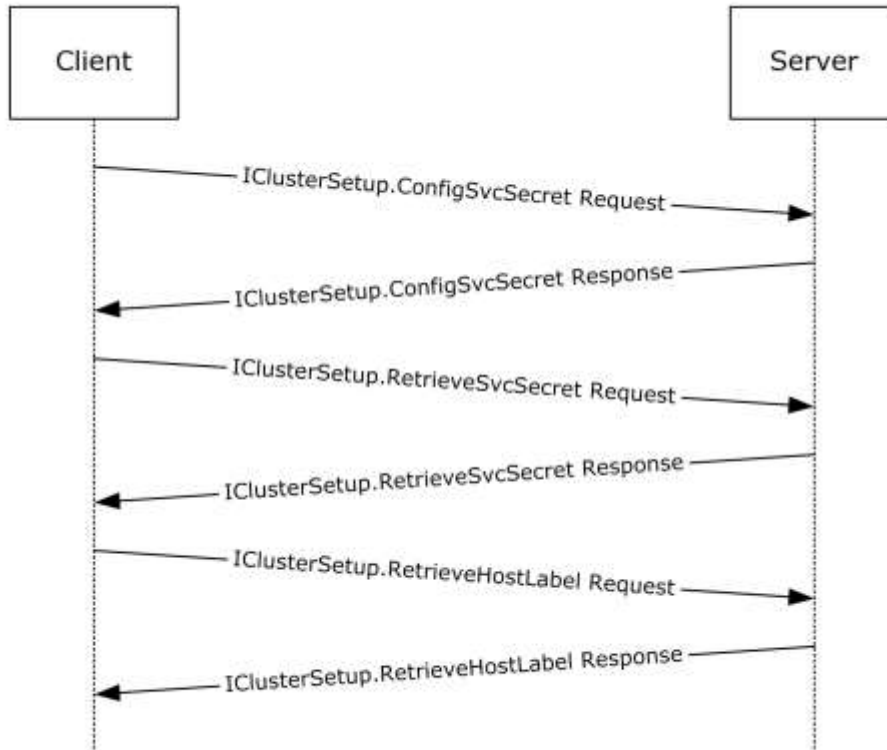 Client
Server
IClusterSetup.ConfigSvcSecret Request
IClusterSetup.ConfigSvcSecret Response
IClusterSetup.RetrieveSvcSecret Request
IClusterSetup.RetrieveSvcSecret Response
IClusterSetup.RetrieveHostLabel Request
IClusterSetup.RetrieveHostLabel Response